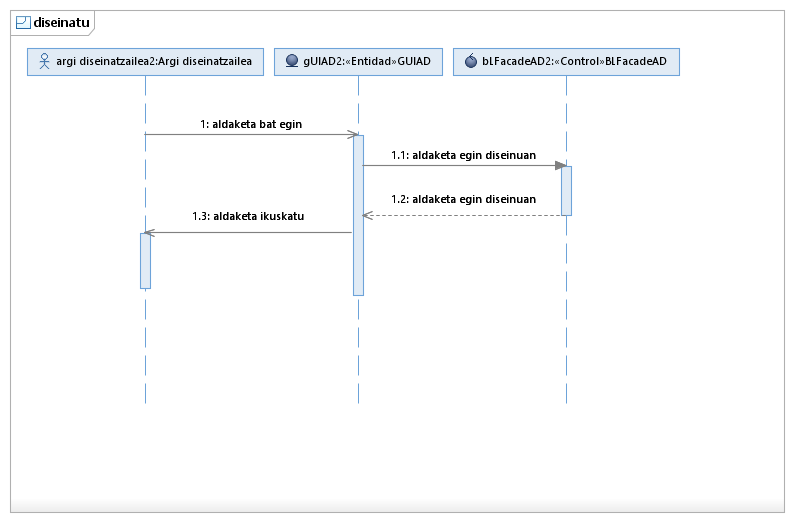 diseinatu
argi diseinatzailea2:Argi diseinatzailea
gUIAD2:«Entidad»GUIAD
bLFacadeAD2:«Control»BLFacadeAD
1: aldaketa bat egin
1.1: aldaketa egin diseinuan
1.2: aldaketa egin diseinuan
1.3: aldaketa ikuskatu